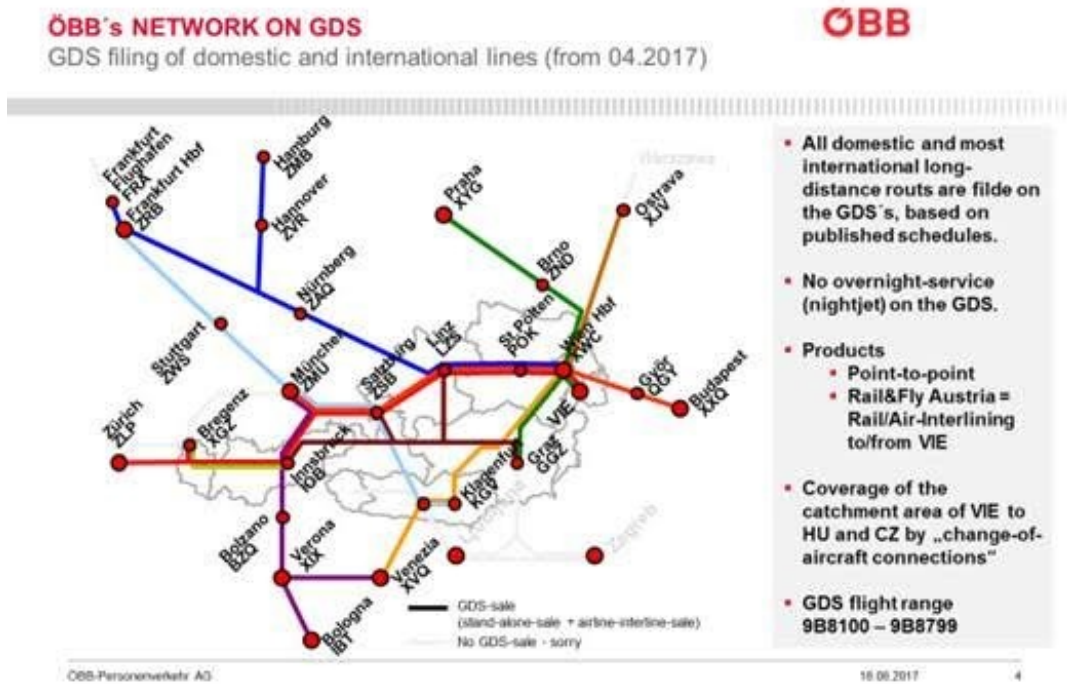 ÖBB´s NETWORK ON GDS
GDS filing of domestic and international lines (from 04.2017)
ÖBB
Frankfurt
Flughafen
FRA
Frankfurt Hbf
ZRB
Hamburg
ZMB
Hannover
ZVR
Nürnberg
ZAQ
Stuttgart
ZWS
München
ZMU
Salzburg
ZSB
Linz
LZS
St. Pölten
POK
Wien Hbf
XWC
VIE
Praha
XYG
Brno
ZND
Warszawa
Ostrava
XJV
Györ
QGY
Budapest
XXQ
Zürich
ZLP
Bregenz
XGZ
Innsbruck
IOB
Graz
GGZ
Klagenfurt
KGV
Ljubljana
Zagreb
Bolzano
BZQ
Verona
XIX
Venezia
XVQ
Bologna
IBT
GDS-sale
(stand-alone-sale + airline-interline-sale)
No GDS-sale - sorry
All domestic and most
international long-
distance routs are filde on
the GDS´s, based on
published schedules.
No overnight-service
(nightjet) on the GDS.
Products
Point-to-point
Rail&Fly Austria =
Rail/Air-Interlining
to/from VIE
Coverage of the
catchment area of VIE to
HU and CZ by „change-of-
aircraft connections"
GDS flight range
9B8100 – 9B8799
ÖBB-Personenverkehr AG
16.08.2017
4